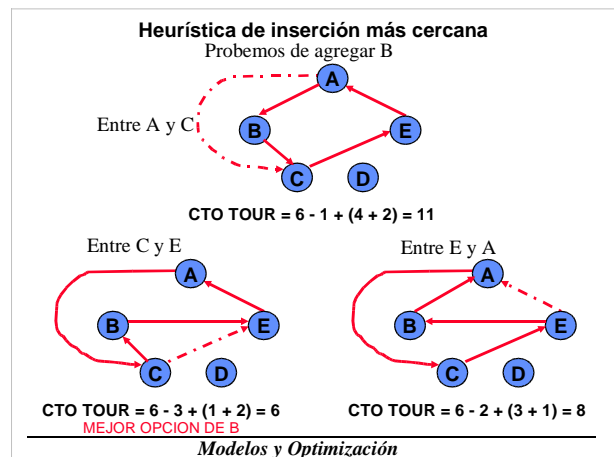 Heurística de inserción más cercana
Probemos de agregar B
A
Entre A y C
B
E
C
D
CTO TOUR = 6 - 1 + (4 + 2) = 11
Entre C y E
A
B
E
C
D
CTO TOUR = 6 - 3 + (1 + 2) = 6
MEJOR OPCION DE B
Entre E y A
A
B
E
C
D
CTO TOUR = 6 - 2 + (3 + 1) = 8
Modelos y Optimización